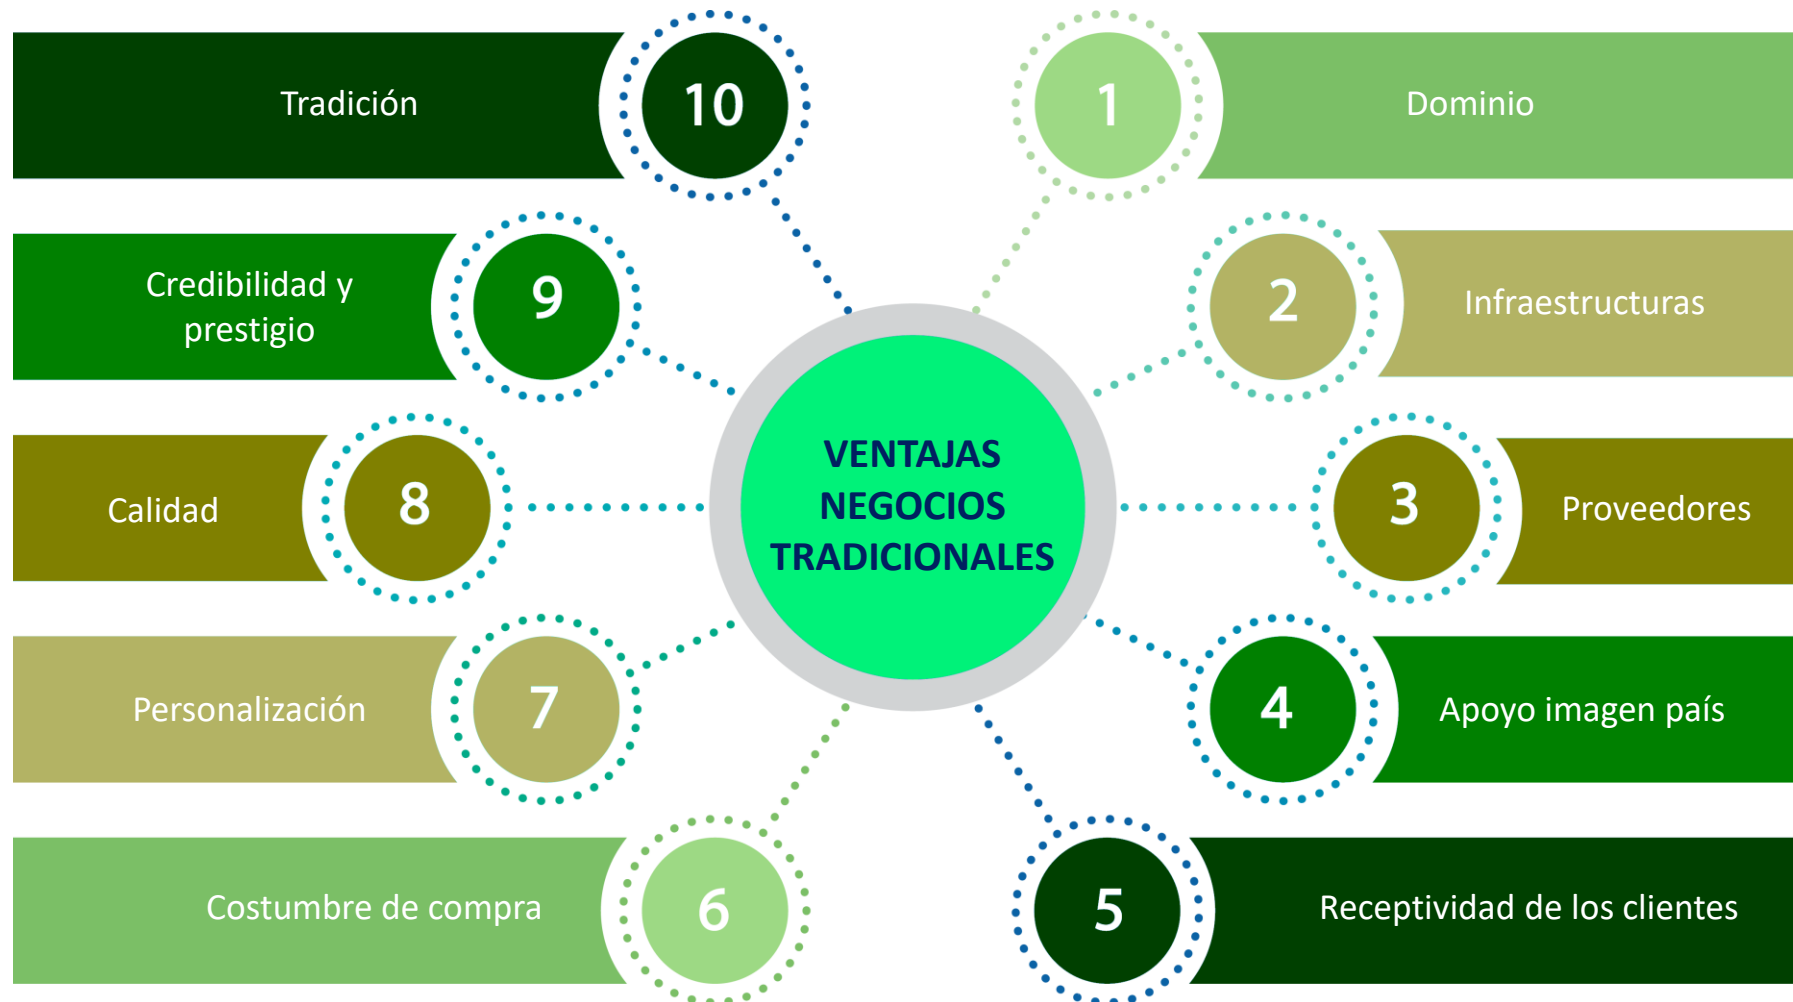 VENTAJAS
NEGOCIOS
TRADICIONALES
1
Dominio
2
Infraestructuras
3
Proveedores
4
Apoyo imagen país
5
Receptividad de los clientes
6
Costumbre de compra
7
Personalización
8
Calidad
9
Credibilidad y
prestigio
10
Tradición